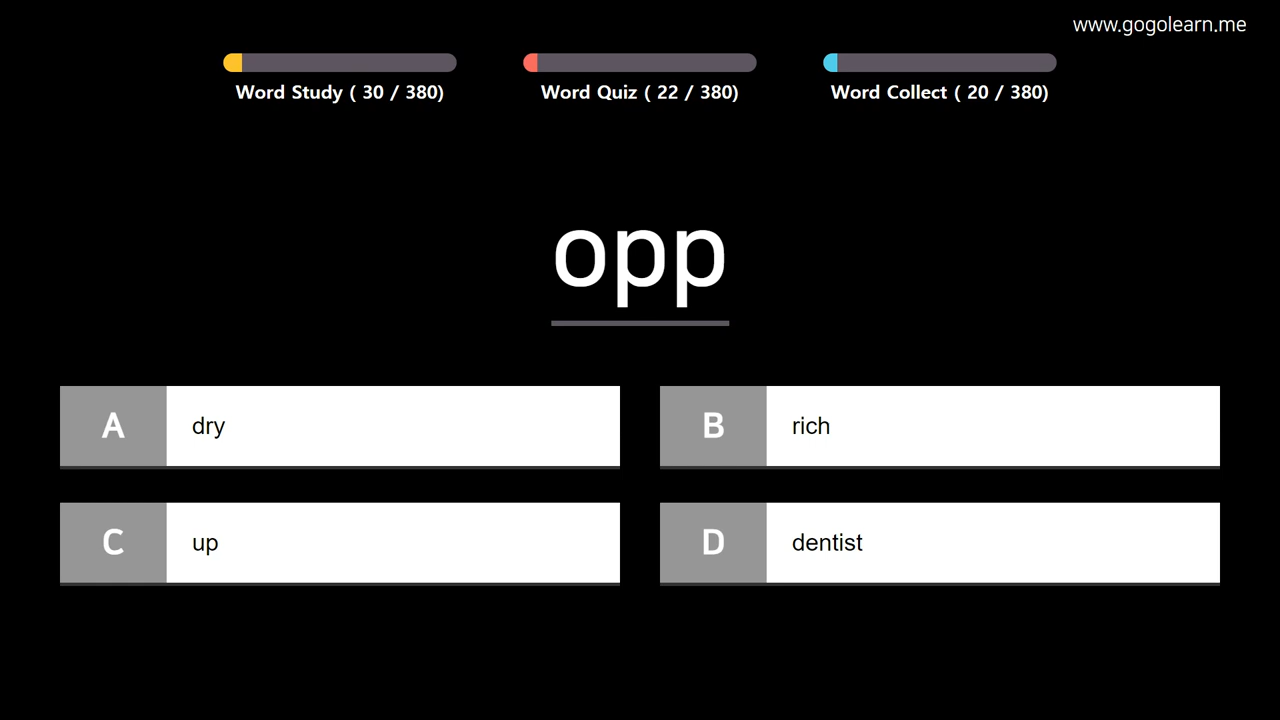 www.gogolearn.me
Word Study ( 30 / 380)
Word Quiz ( 22 / 380)
Word Collect ( 20 / 380)
opp
A dry
B rich
C up
D dentist